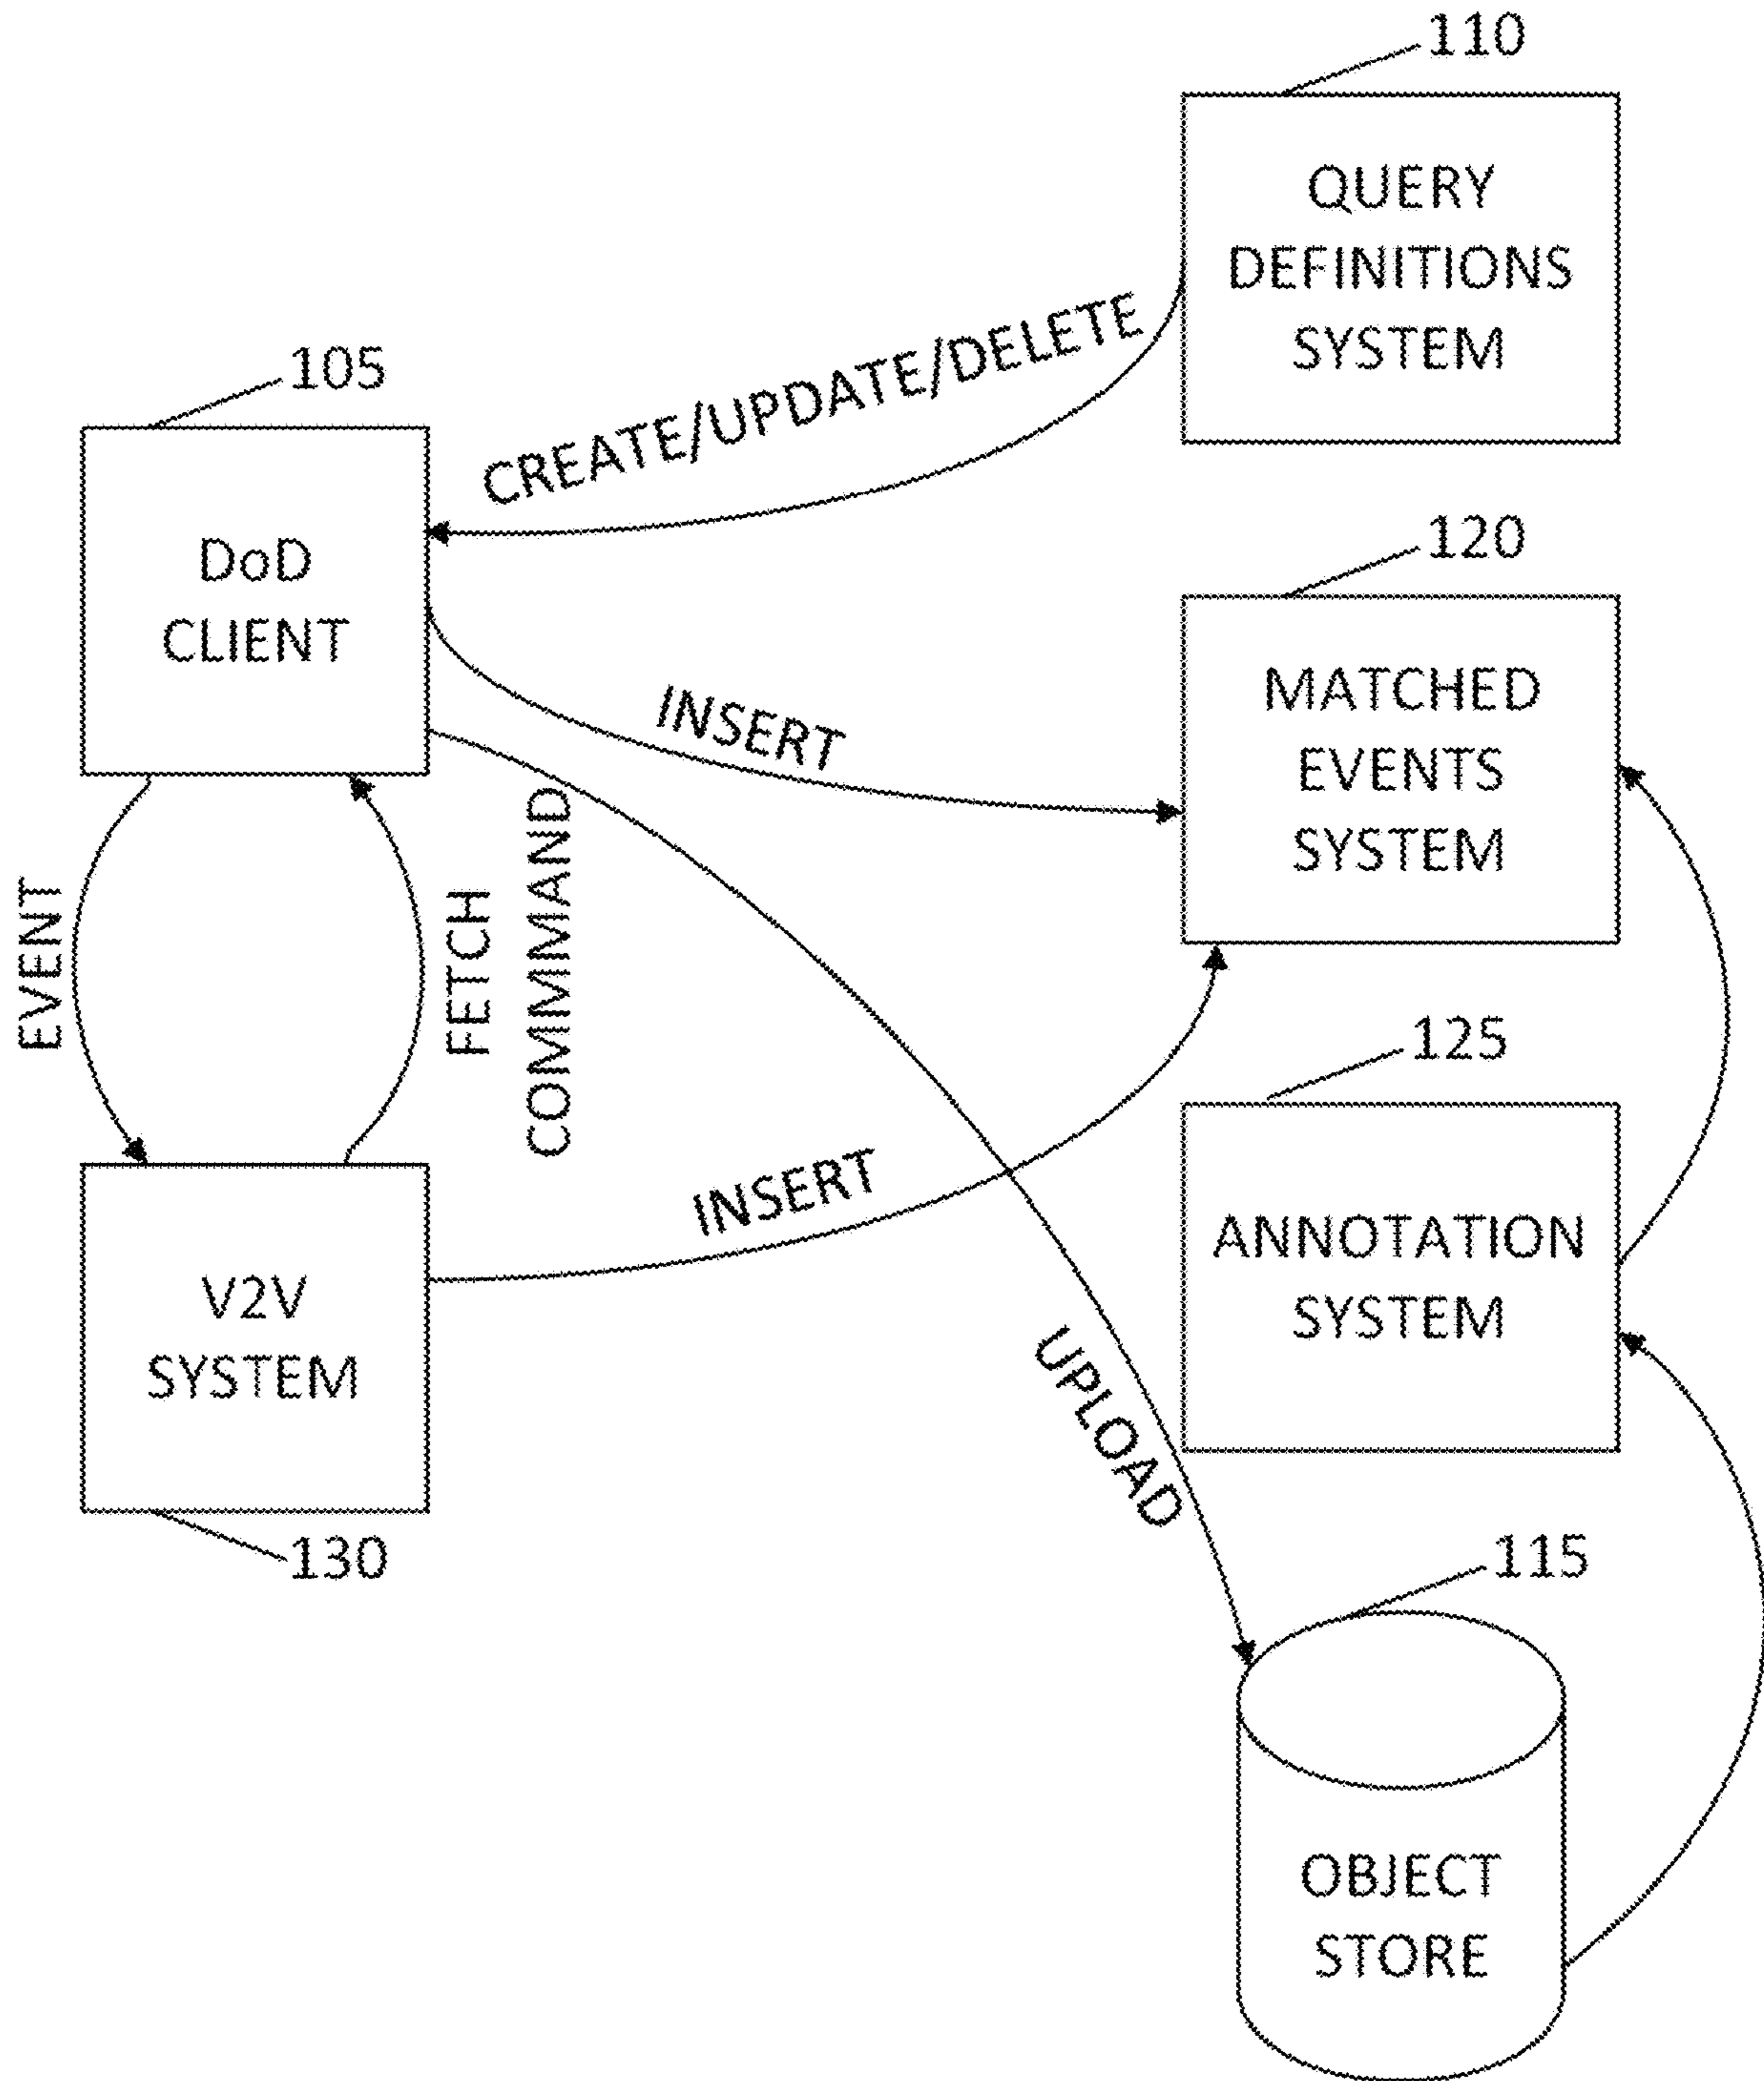 110
QUERY
DEFINITIONS
SYSTEM
CREATE/UPDATE/DELETE
105
DoD
CLIENT
120
MATCHED
EVENTS
SYSTEM
INSERT
EVENT
FETCH
COMMAND
125
ANNOTATION
SYSTEM
INSERT
V2V
SYSTEM
130
UPLOAD
115
OBJECT
STORE